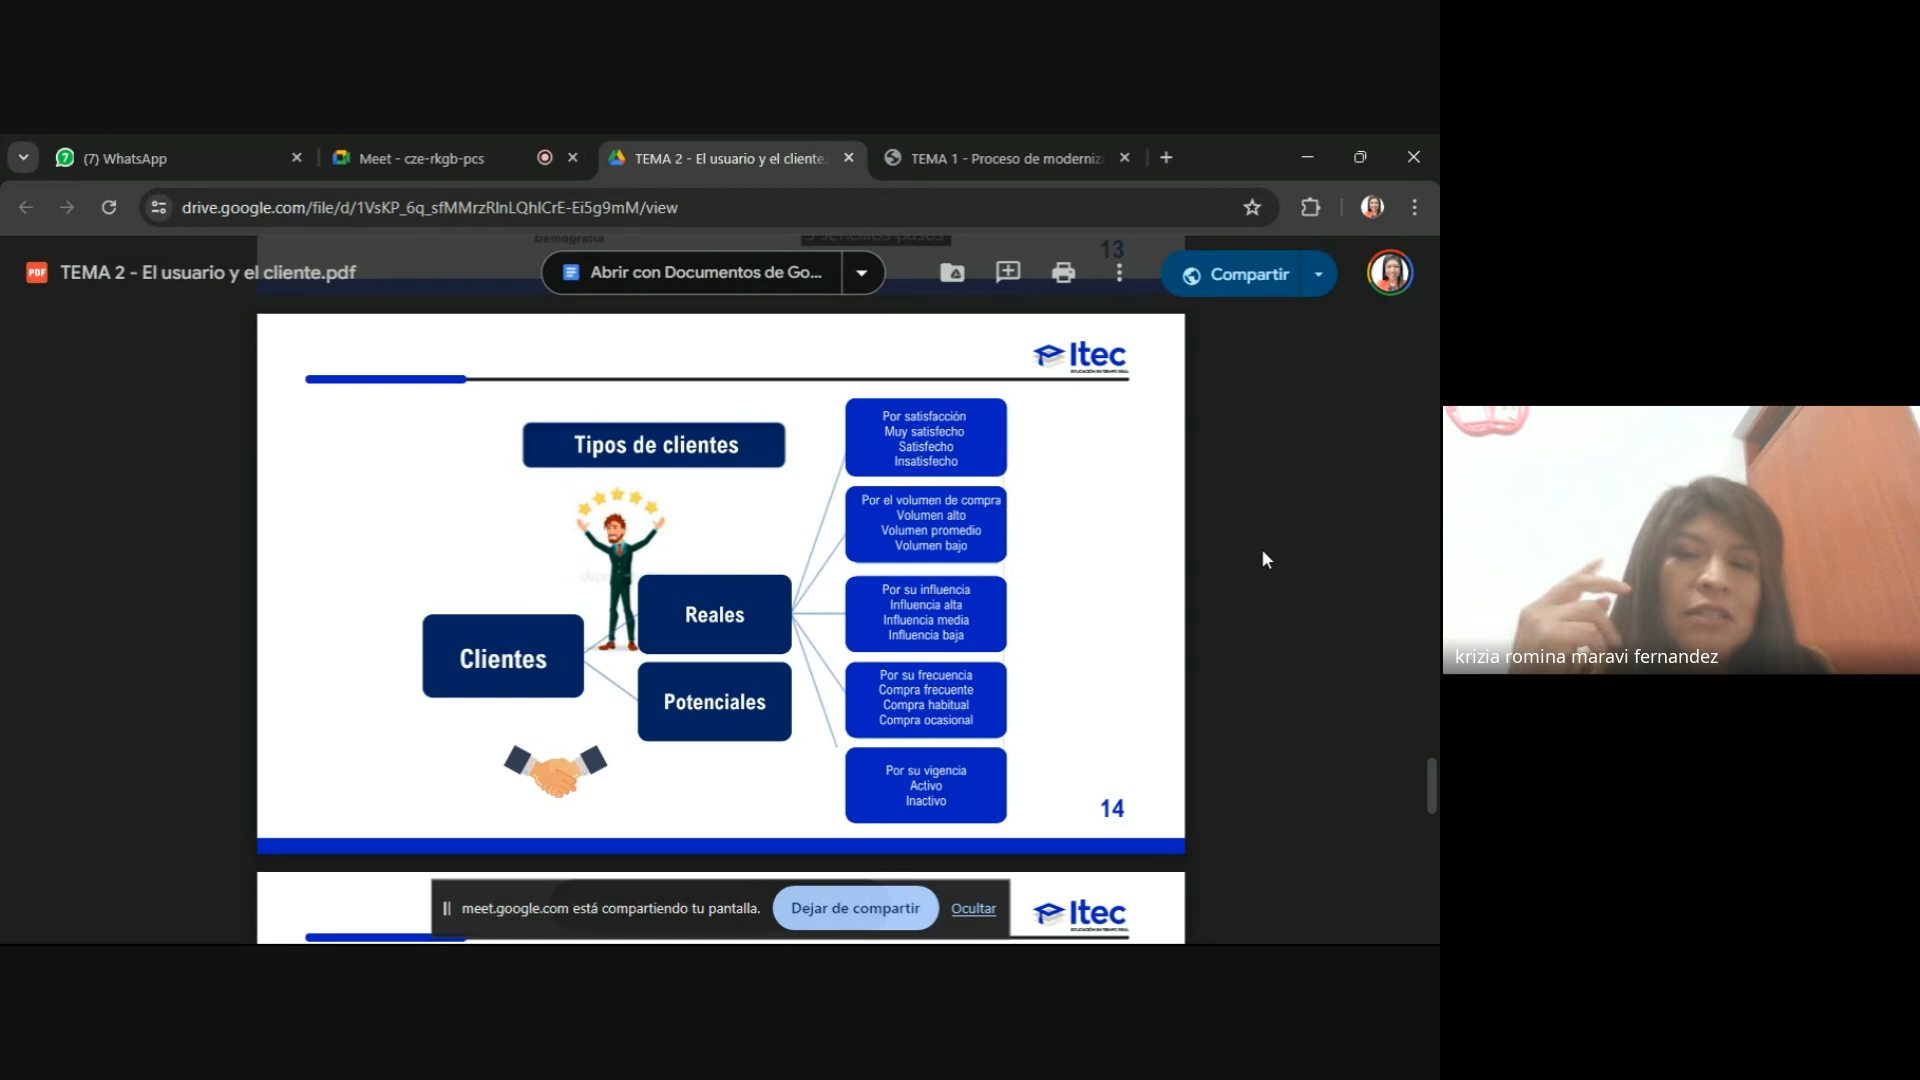 (7) WhatsApp
Meet - cze-rkgb-pcs
TEMA 2 - El usuario y el cliente.
TEMA 1 - Proceso de moderniz
drive.google.com/file/d/1VsKP_6q_sfMMrzRlnLQhlCrE-Ei5g9mM/view
Demografía
13
PDF
TEMA 2 - El usuario y el cliente.pdf
Abrir con Documentos de Go...
Compartir
Itec
Tipos de clientes
Clientes
Reales
Potenciales
Por satisfacción
Muy satisfecho
Satisfecho
Insatisfecho
Por el volumen de compra
Volumen alto
Volumen promedio
Volumen bajo
Por su influencia
Influencia alta
Influencia media
Influencia baja
Por su frecuencia
Compra frecuente
Compra habitual
Compra ocasional
Por su vigencia
Activo
Inactivo
14
meet.google.com está compartiendo tu pantalla.
Dejar de compartir
Ocultar
Itec
krizia romina maravi fernandez